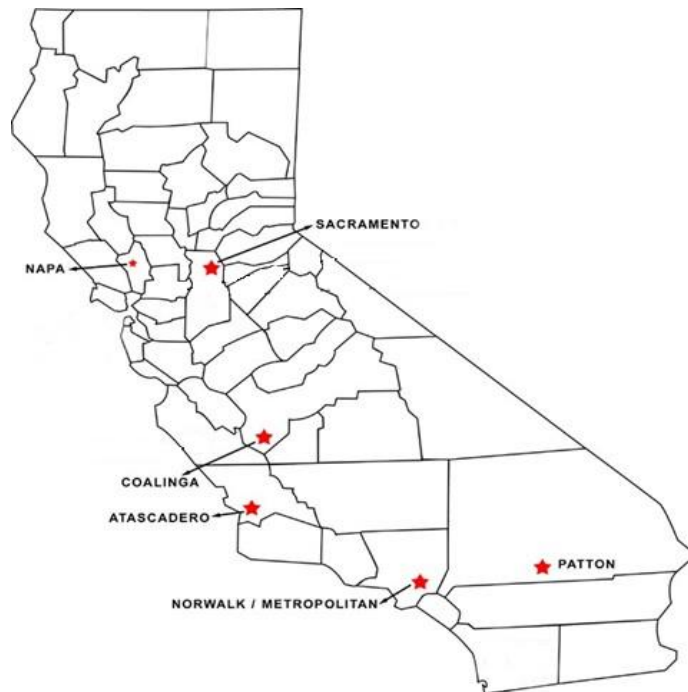 SACRAMENTO
NAPA
COALINGA
ATASCADERO
PATTON
NORWALK / METROPOLITAN